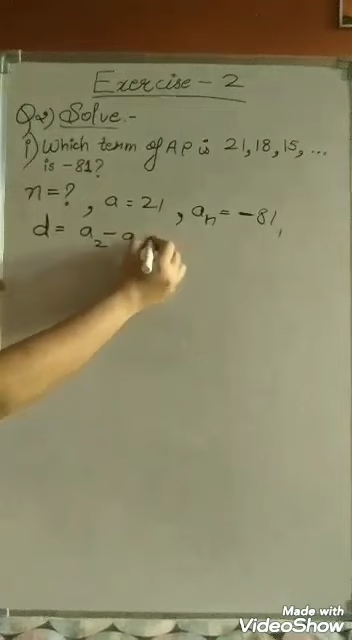 Exercise - 2
Q2) Solve:-
i) Which term of AP is 21, 18, 15, ...
is -81?
n = ? , a = 21 , an = -81,
d = a2 - a
Made with
VideoShow